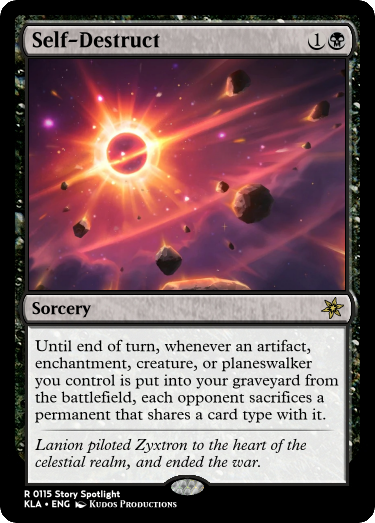 Self-Destruct 1
Sorcery
Until end of turn, whenever an artifact,
enchantment, creature, or planeswalker
you control is put into your graveyard from
the battlefield, each opponent sacrifices a
permanent that shares a card type with it.
Lanion piloted Zyxtron to the heart of the
celestial realm, and ended the war.
R 0115 Story Spotlight
KLA • ENG Kudos Productions